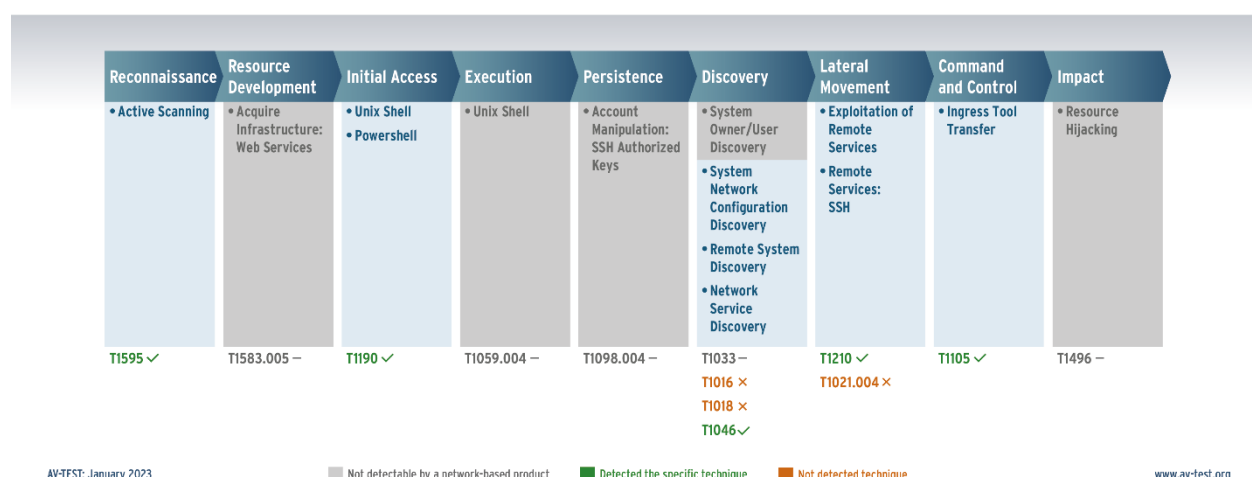 Reconnaissance
Resource
Development
Initial Access
Execution
Persistence
Discovery
Lateral
Movement
Command
and Control
Impact
• Active Scanning
• Acquire
Infrastructure:
Web Services
• Unix Shell
• Powershell
• Unix Shell
• Account
Manipulation:
SSH Authorized
Keys
• System
Owner/User
Discovery
• System
Network
Configuration
Discovery
• Remote System
Discovery
• Network
Service
Discovery
• Exploitation of
Remote
Services
• Remote
Services:
SSH
• Ingress Tool
Transfer
• Resource
Hijacking
T1595 ✓
T1583.005 –
T1190 ✓
T1059.004 –
T1098.004 –
T1033 –
T1016 ×
T1018 ×
T1046 ✓
T1210 ✓
T1021.004 ×
T1105 ✓
T1496 –
AV-TEST: January 2023
Not detectable by a network-based product
Detected the specific technique
Not detected technique
www.av-test.org